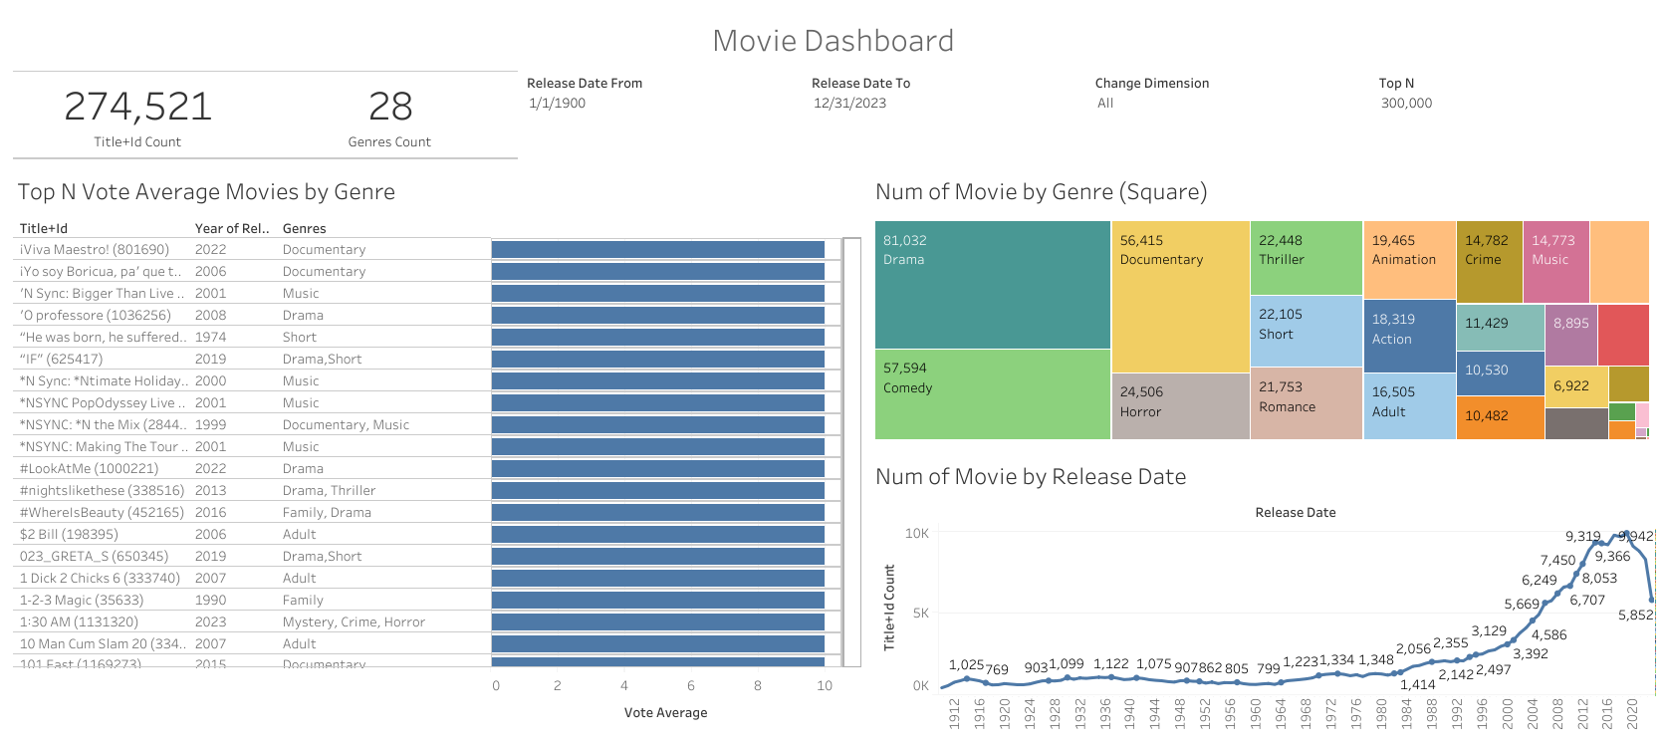 Movie Dashboard
274,521
Title+Id Count
28
Genres Count
Release Date From
1/1/1900
Release Date To
12/31/2023
Change Dimension
All
Top N
300,000
Top N Vote Average Movies by Genre
Title+Id Year of Rel.. Genres
¡Viva Maestro! (801690) 2022 Documentary
¡Yo soy Boricua, pa' que t.. 2006 Documentary
'N Sync: Bigger Than Live .. 2001 Music
'O professore (1036256) 2008 Drama
“He was born, he suffered.. 1974 Short
“IF” (625417) 2019 Drama,Short
*N Sync: *Ntimate Holiday.. 2000 Music
*NSYNC PopOdyssey Live .. 2001 Music
*NSYNC: *N the Mix (2844.. 1999 Documentary, Music
*NSYNC: Making The Tour .. 2001 Music
#LookAtMe (1000221) 2022 Drama
#nightslikethese (338516) 2013 Drama, Thriller
#WhereIsBeauty (452165) 2016 Family, Drama
$2 Bill (198395) 2006 Adult
023_GRETA_S (650345) 2019 Drama,Short
1 Dick 2 Chicks 6 (333740) 2007 Adult
1-2-3 Magic (35633) 1990 Family
1:30 AM (1131320) 2023 Mystery, Crime, Horror
10 Man Cum Slam 20 (334.. 2007 Adult
101 East (1169273) 2015 Documentary
0 2 4 6 8 10
Vote Average
Num of Movie by Genre (Square)
81,032
Drama
57,594
Comedy
56,415
Documentary
24,506
Horror
22,448
Thriller
22,105
Short
21,753
Romance
19,465
Animation
18,319
Action
16,505
Adult
14,782
Crime
14,773
Music
11,429
10,530
10,482
8,895
6,922
Num of Movie by Release Date
Release Date
Title+Id Count
10K
5K
0K
1,025 769 903 1,099 1,122 1,075 907 862 805 799 1,223 1,334 1,348 1,414 2,056 2,142 2,355 2,497 3,129 3,392 4,586 5,669 6,249 6,707 7,450 8,053 9,319 9,366 9,942 5,852
1912 1916 1920 1924 1928 1932 1936 1940 1944 1948 1952 1956 1960 1964 1968 1972 1976 1980 1984 1988 1992 1996 2000 2004 2008 2012 2016 2020